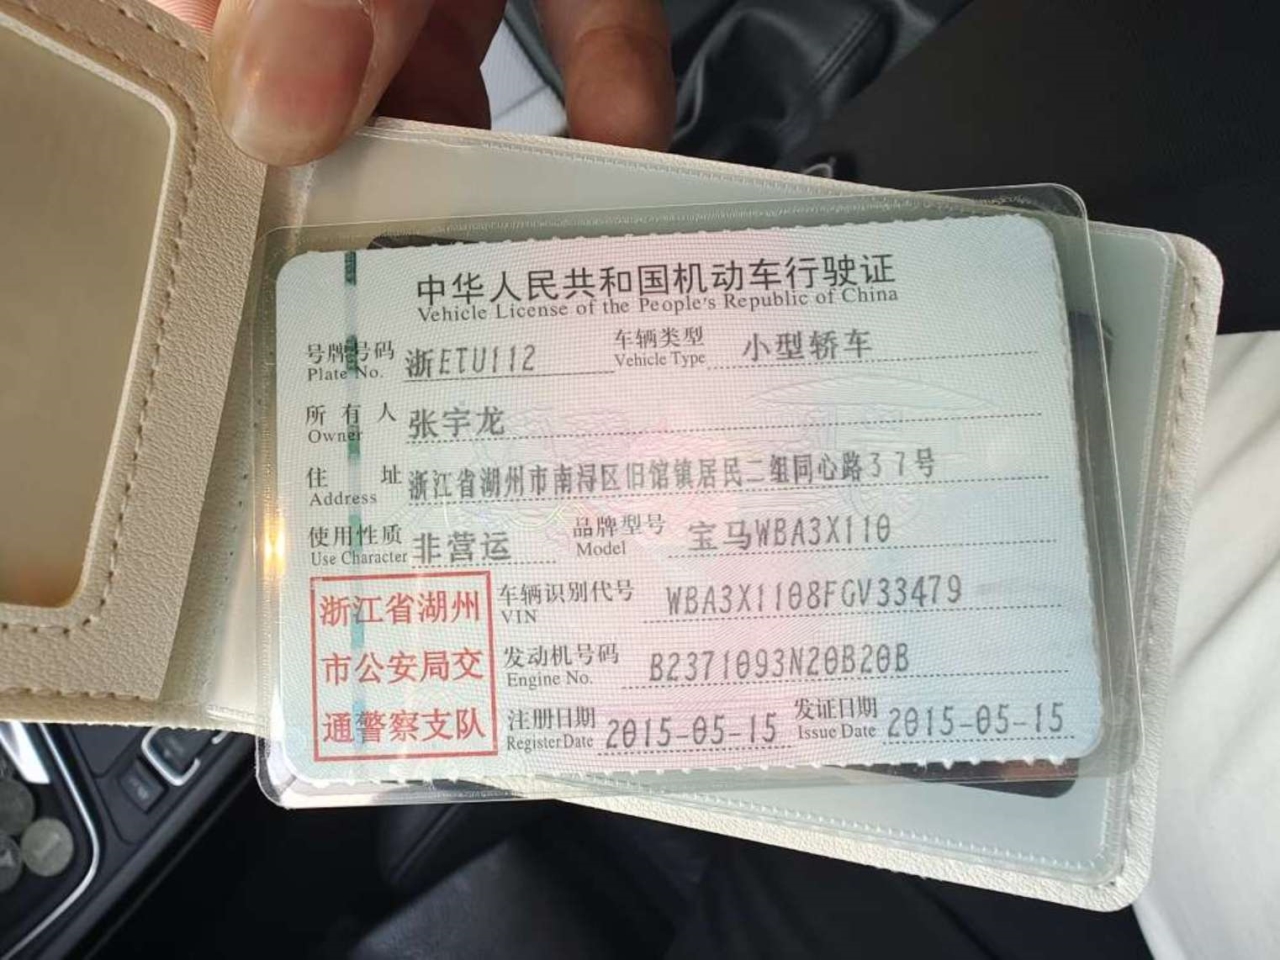 中华人民共和国机动车行驶证
Vehicle License of the People's Republic of China
号牌号码 浙ETU112 车辆类型 小型轿车
Plate No. Vehicle Type
所有人 张宇龙
Owner
住址 浙江省湖州市南浔区旧馆镇居民二组同心路37号
Address
使用性质 非营运 品牌型号 宝马WBA3X110
Use Character Model
浙江省湖州 车辆识别代号 WBA3X1108FGV33479
VIN
市公安局交 发动机号码 B2371093N20B20B
Engine No.
通警察支队 注册日期 2015-05-15 发证日期 2015-05-15
Register Date Issue Date